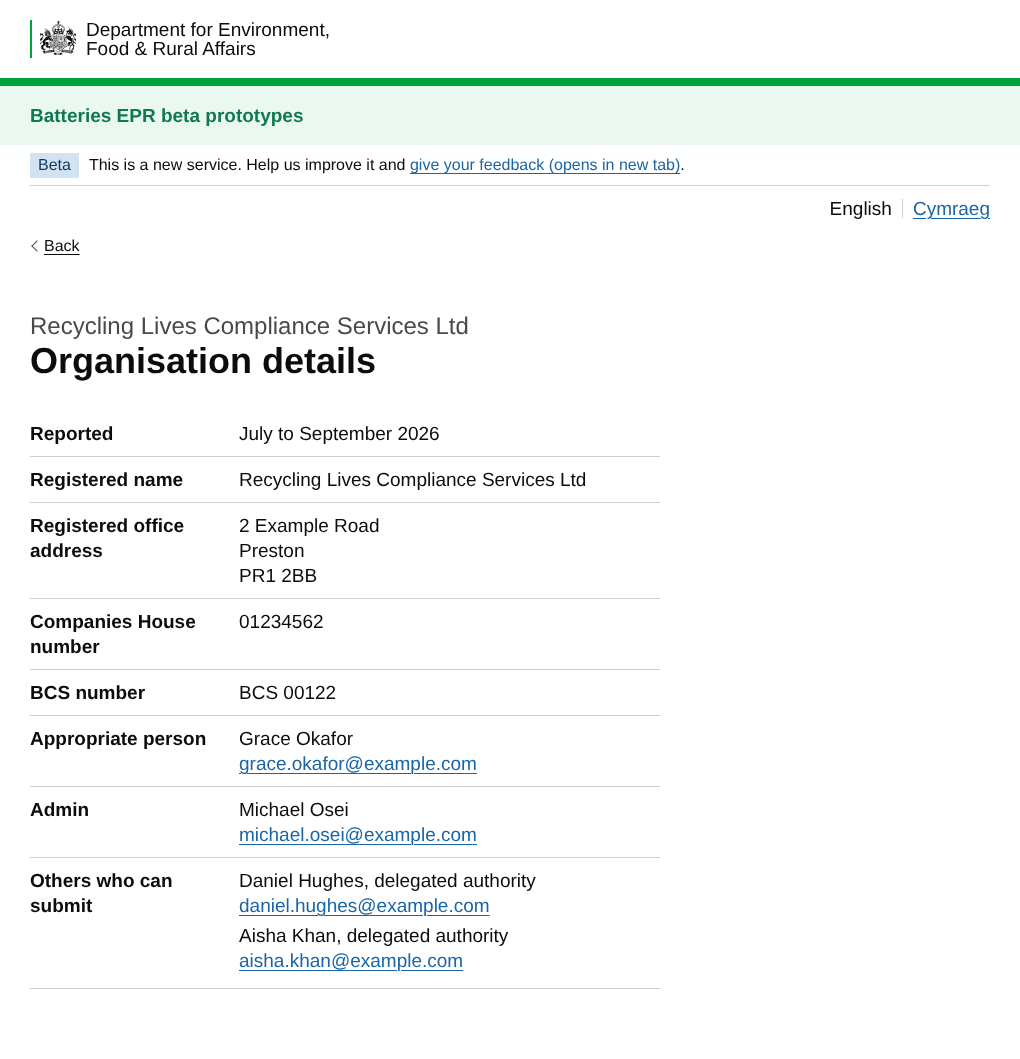 Department for Environment,
Food & Rural Affairs
Batteries EPR beta prototypes
Beta This is a new service. Help us improve it and give your feedback (opens in new tab).
English Cymraeg
Back
Recycling Lives Compliance Services Ltd
Organisation details
Reported July to September 2026
Registered name Recycling Lives Compliance Services Ltd
Registered office 2 Example Road
address Preston
PR1 2BB
Companies House 01234562
number
BCS number BCS 00122
Appropriate person Grace Okafor
grace.okafor@example.com
Admin Michael Osei
michael.osei@example.com
Others who can Daniel Hughes, delegated authority
submit daniel.hughes@example.com
Aisha Khan, delegated authority
aisha.khan@example.com